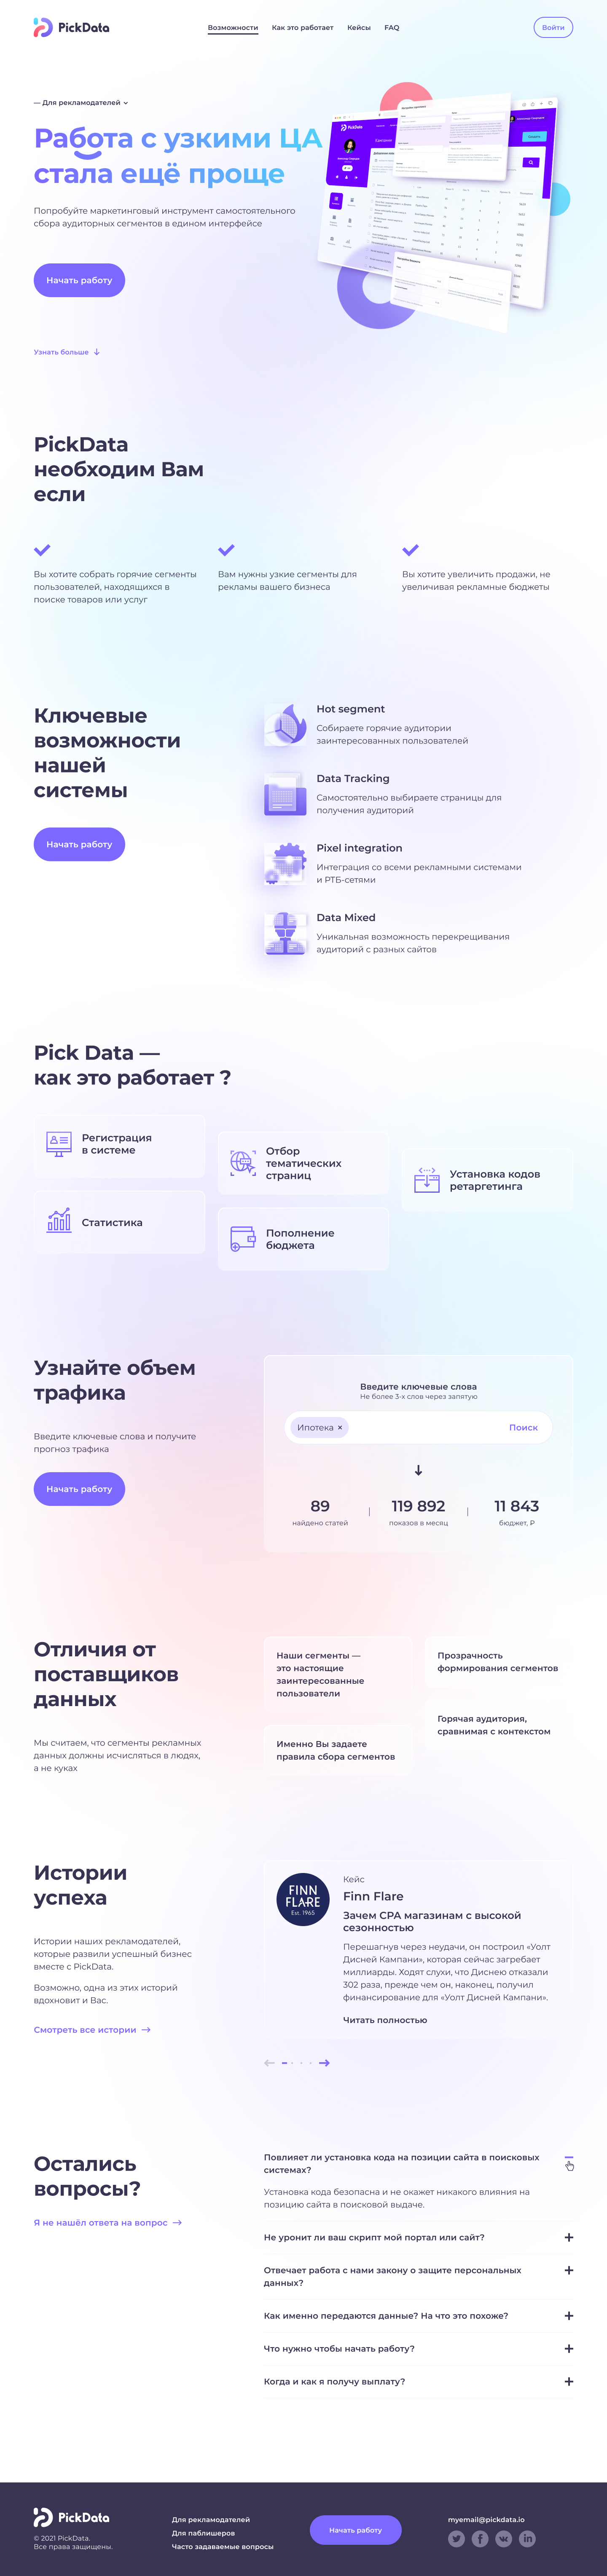 PickData
Возможности
Как это работает
Кейсы
FAQ
Войти
— Для рекламодателей
Работа с узкими ЦА
стала ещё проще
Попробуйте маркетинговый инструмент самостоятельного
сбора аудиторных сегментов в едином интерфейсе
Начать работу
Узнать больше
PickData
необходим Вам
если
Вы хотите собрать горячие сегменты
пользователей, находящихся в
поиске товаров или услуг
Вам нужны узкие сегменты для
рекламы вашего бизнеса
Вы хотите увеличить продажи, не
увеличивая рекламные бюджеты
Ключевые
возможности
нашей
системы
Начать работу
Hot segment
Собираете горячие аудитории
заинтересованных пользователей
Data Tracking
Самостоятельно выбираете страницы для
получения аудиторий
Pixel integration
Интеграция со всеми рекламными системами
и РТБ-сетями
Data Mixed
Уникальная возможность перекрещивания
аудиторий с разных сайтов
Pick Data —
как это работает ?
Регистрация
в системе
Отбор
тематических
страниц
Установка кодов
ретаргетинга
Статистика
Пополнение
бюджета
Узнайте объем
трафика
Введите ключевые слова и получите
прогноз трафика
Начать работу
Введите ключевые слова
Не более 3-х слов через запятую
Ипотека ×
Поиск
89
найдено статей
119 892
показов в месяц
11 843
бюджет, ₽
Отличия от
поставщиков
данных
Мы считаем, что сегменты рекламных
данных должны исчисляться в людях,
а не куках
Наши сегменты —
это настоящие
заинтересованные
пользователи
Прозрачность
формирования сегментов
Именно Вы задаете
правила сбора сегментов
Горячая аудитория,
сравнимая с контекстом
Истории
успеха
Истории наших рекламодателей,
которые развили успешный бизнес
вместе с PickData.
Возможно, одна из этих историй
вдохновит и Вас.
Смотреть все истории
FINN
FLARE
Est. 1965
Кейс
Finn Flare
Зачем CPA магазинам с высокой
сезонностью
Перешагнув через неудачи, он построил «Уолт
Дисней Кампани», которая сейчас загребает
миллиарды. Ходят слухи, что Диснею отказали
302 раза, прежде чем он, наконец, получил
финансирование для «Уолт Дисней Кампани».
Читать полностью
Остались
вопросы?
Я не нашёл ответа на вопрос
Повлияет ли установка кода на позиции сайта в поисковых
системах?
Установка кода безопасна и не окажет никакого влияния на
позицию сайта в поисковой выдаче.
Не уронит ли ваш скрипт мой портал или сайт?
Отвечает работа с нами закону о защите персональных
данных?
Как именно передаются данные? На что это похоже?
Что нужно чтобы начать работу?
Когда и как я получу выплату?
PickData
© 2021 PickData.
Все права защищены.
Для рекламодателей
Для паблишеров
Часто задаваемые вопросы
Начать работу
myemail@pickdata.io